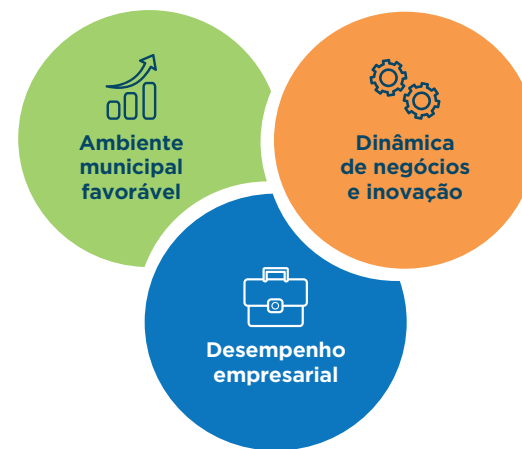 Ambiente
municipal
favorável
Dinâmica
de negócios
e inovação
Desempenho
empresarial